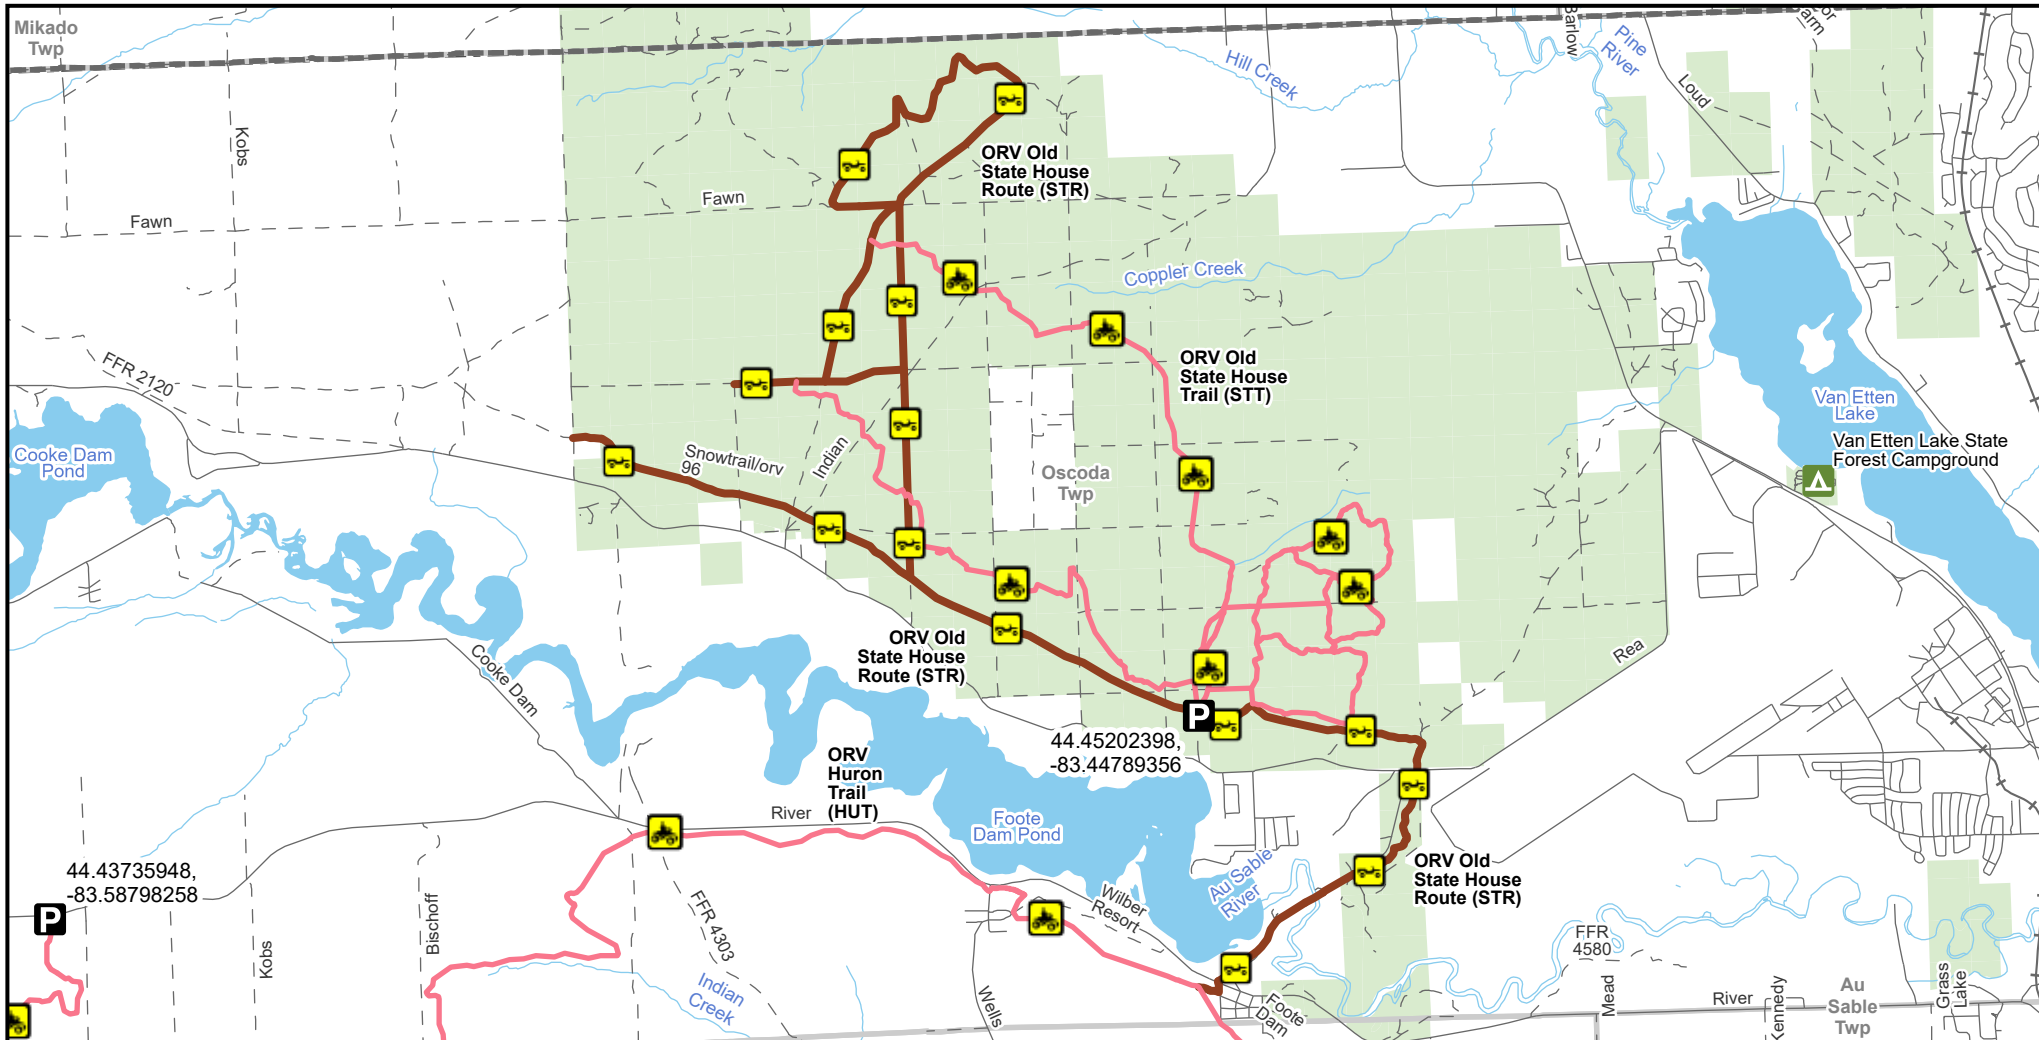 Mikado
Twp
Kobs
Fawn
Fawn
FFR 2120
Cooke Dam
Pond
Hill Creek
Barlow
Pine
River
Loud
ORV Old
State House
Route (STR)
Coppler Creek
ORV Old
State House
Trail (STT)
Van Etten
Lake
Van Etten Lake State
Forest Campground
Snowtrail/orv
96
Indian
Oscoda
Twp
ORV Old
State House
Route (STR)
Rea
Cooke Dam
P
44.45202398,
-83.44789356
ORV
Huron
Trail
(HUT)
River
Foote
Dam Pond
44.43735948,
-83.58798258
P
Kobs
Bischoff
FFR 4303
Indian
Creek
Wilber
Resort
Wells
Au Sable
River
ORV Old
State House
Route (STR)
Foote
Dam
FFR
4580
Mead
River
Kennedy
Au
Sable
Twp
Grass
Lake